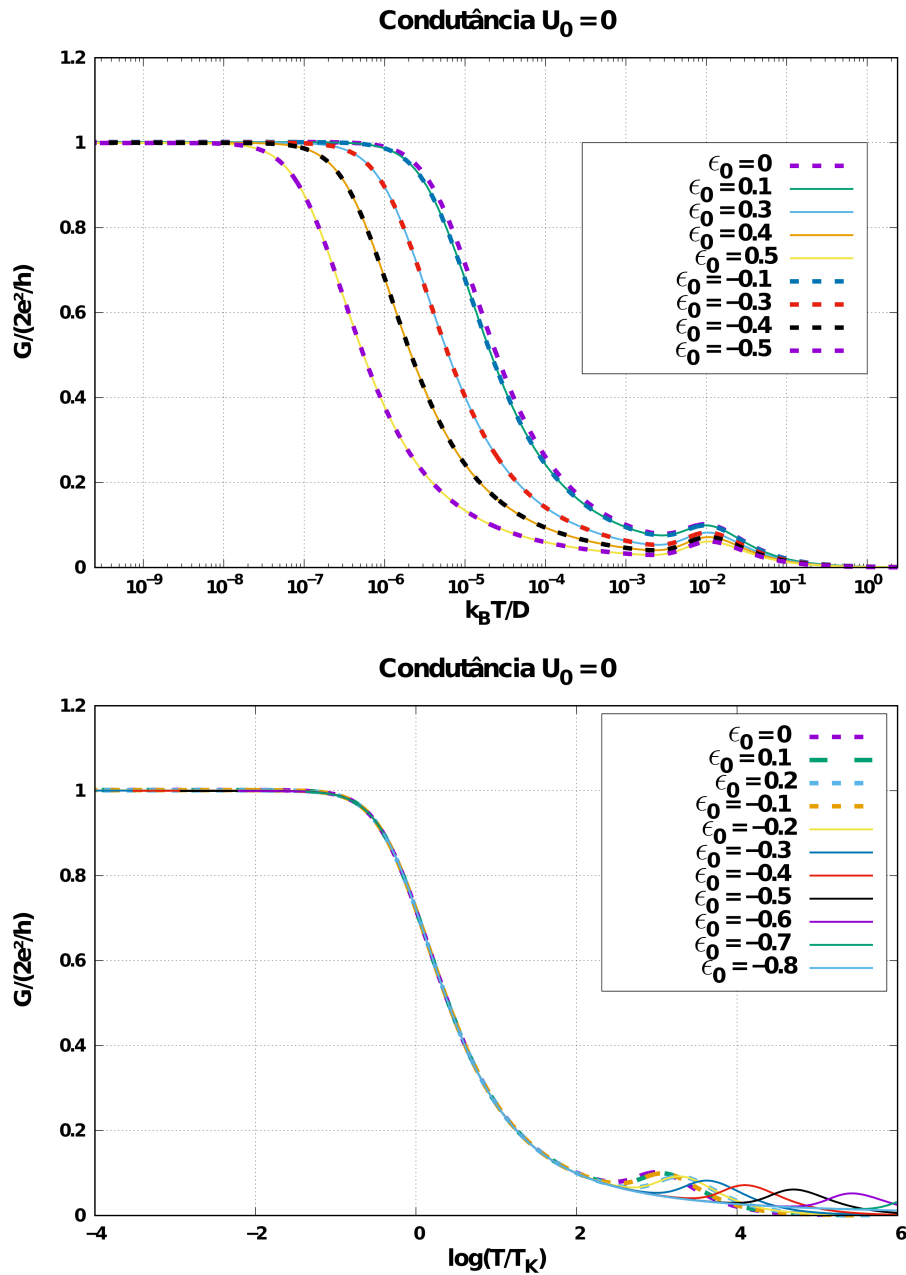 Condutância U₀ = 0
1.2
1
0.8
0.6
0.4
0.2
0
G/(2e²/h)
ϵ₀ = 0
ϵ₀ = 0.1
ϵ₀ = 0.3
ϵ₀ = 0.4
ϵ₀ = 0.5
ϵ₀ = −0.1
ϵ₀ = −0.3
ϵ₀ = −0.4
ϵ₀ = −0.5
10⁻⁹ 10⁻⁸ 10⁻⁷ 10⁻⁶ 10⁻⁵ 10⁻⁴ 10⁻³ 10⁻² 10⁻¹ 10⁰
k_BT/D
Condutância U₀ = 0
1.2
1
0.8
0.6
0.4
0.2
0
G/(2e²/h)
ϵ₀ = 0
ϵ₀ = 0.1
ϵ₀ = 0.2
ϵ₀ = −0.1
ϵ₀ = −0.2
ϵ₀ = −0.3
ϵ₀ = −0.4
ϵ₀ = −0.5
ϵ₀ = −0.6
ϵ₀ = −0.7
ϵ₀ = −0.8
−4 −2 0 2 4 6
log(T/T_K)